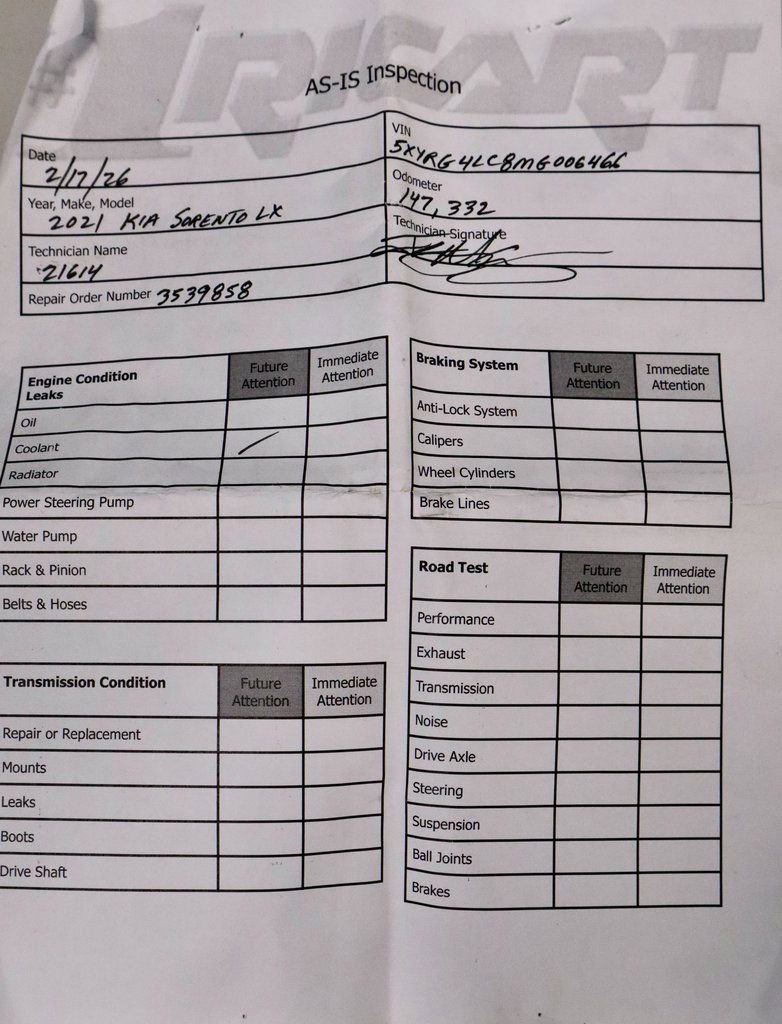 #1 RICART
AS-IS Inspection
Date
2/17/26
VIN
5XYRG4LC8MG006466
Year, Make, Model
2021 KIA SORENTO LX
Odometer
147,332
Technician Name
21614
Technician Signature
Repair Order Number 3539858
Engine Condition
Leaks
Future
Attention
Immediate
Attention
Oil
Coolant
Radiator
Power Steering Pump
Water Pump
Rack & Pinion
Belts & Hoses
Transmission Condition
Future
Attention
Immediate
Attention
Repair or Replacement
Mounts
Leaks
Boots
Drive Shaft
Braking System
Future
Attention
Immediate
Attention
Anti-Lock System
Calipers
Wheel Cylinders
Brake Lines
Road Test
Future
Attention
Immediate
Attention
Performance
Exhaust
Transmission
Noise
Drive Axle
Steering
Suspension
Ball Joints
Brakes